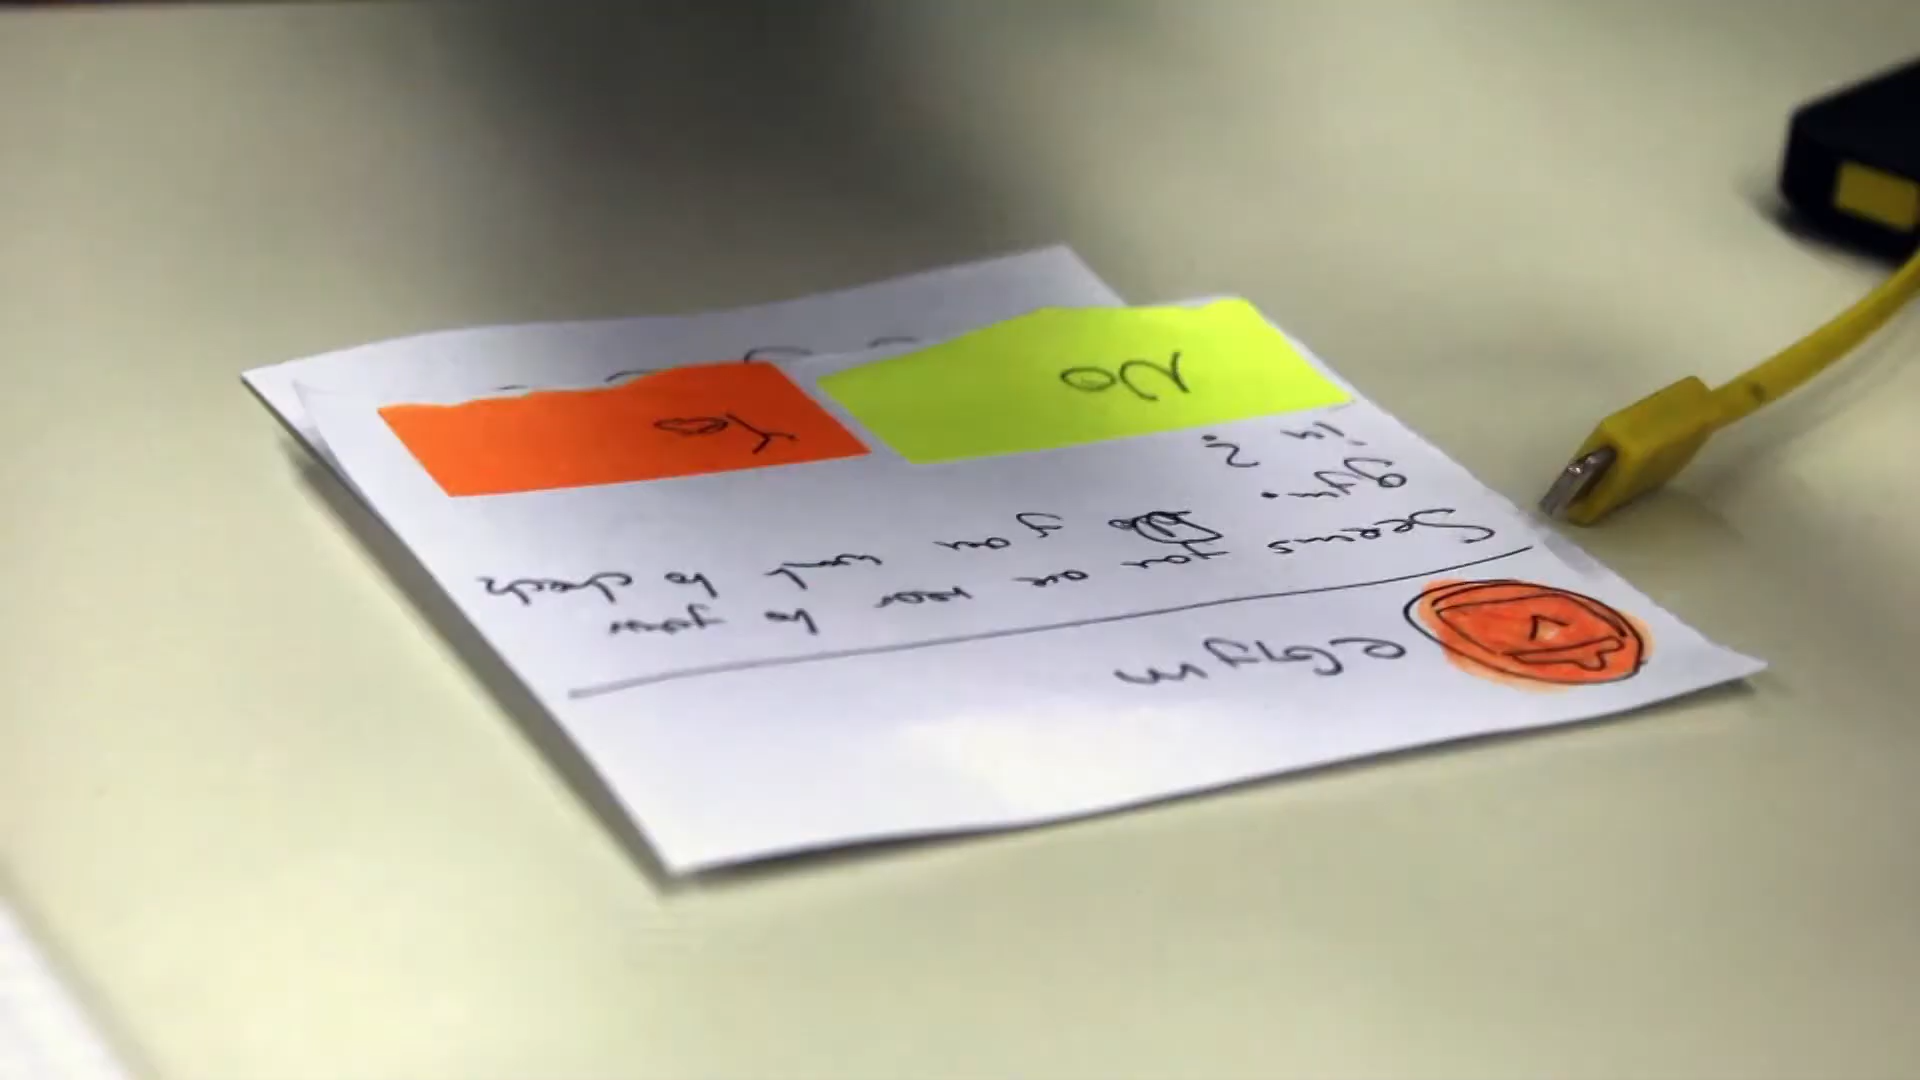 eGym
Seems you are near to your
gym. Do you want to check
in ?
No
Yes